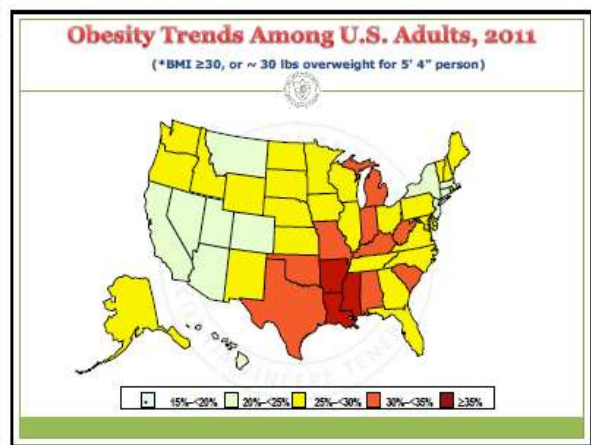 Obesity Trends Among U.S. Adults, 2011
(*BMI ≥30, or ~ 30 lbs overweight for 5' 4” person)
15%–<20% 20%–<25% 25%–<30% 30%–<35% ≥35%